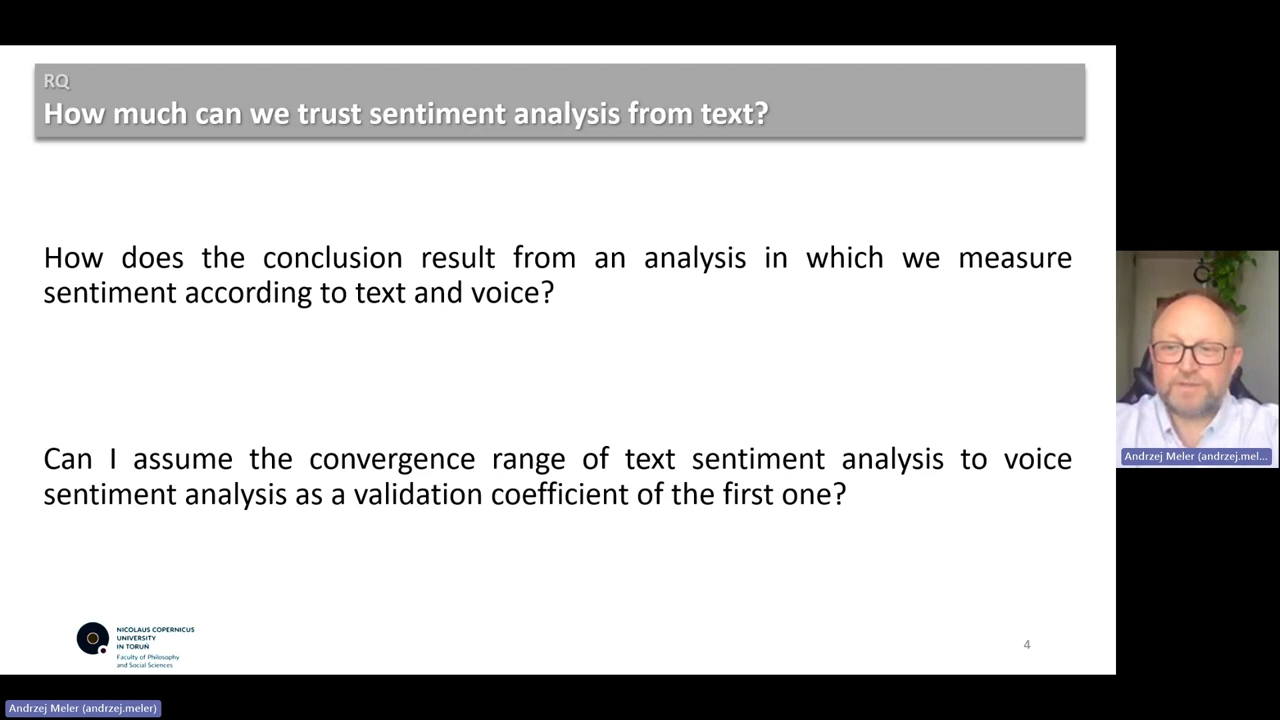 RQ
How much can we trust sentiment analysis from text?
How does the conclusion result from an analysis in which we measure
sentiment according to text and voice?
Can I assume the convergence range of text sentiment analysis to voice
sentiment analysis as a validation coefficient of the first one?
NICOLAUS COPERNICUS
UNIVERSITY
IN TORUŃ
Faculty of Philosophy
and Social Sciences
4
Andrzej Meler (andrzej.mel...
Andrzej Meler (andrzej.meler)